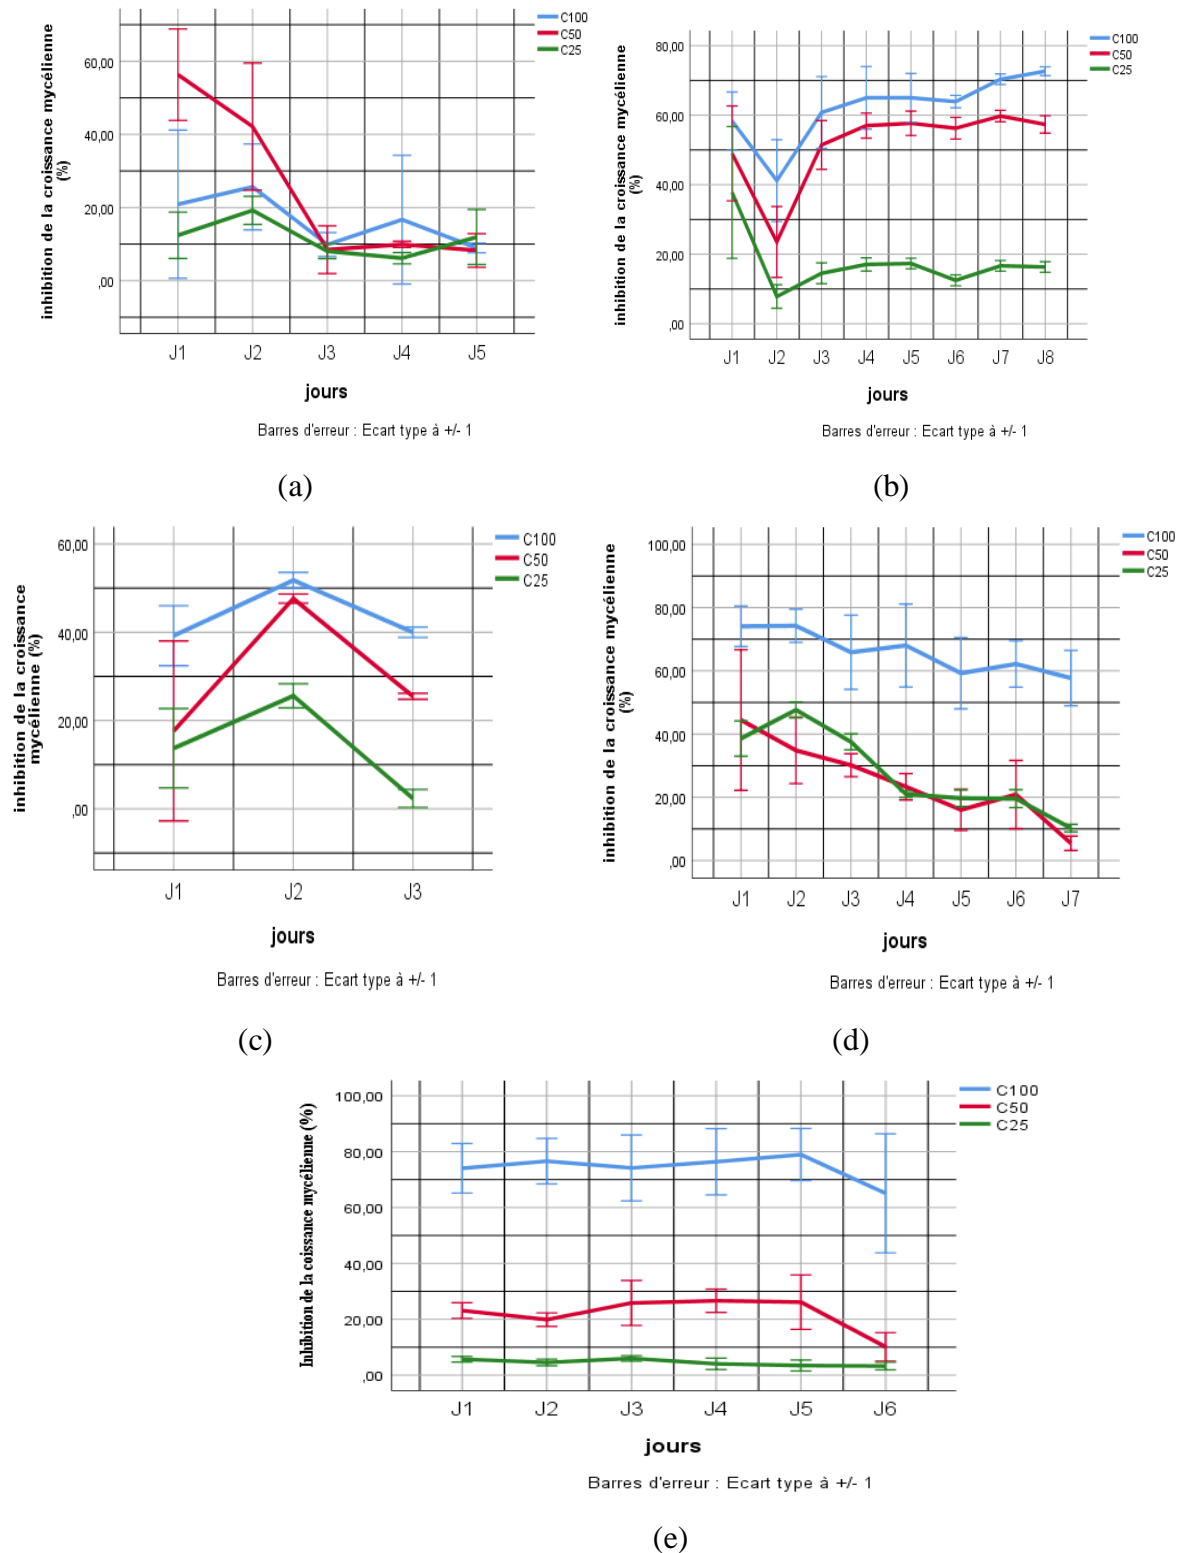 inhibition de la croissance mycélienne
(%)
60,00
40,00
20,00
,00
J1 J2 J3 J4 J5
jours
C100
C50
C25
Barres d'erreur : Ecart type à +/- 1
(a)
inhibition de la croissance mycélienne
(%)
80,00
60,00
40,00
20,00
,00
J1 J2 J3 J4 J5 J6 J7 J8
jours
C100
C50
C25
Barres d'erreur : Ecart type à +/- 1
(b)
inhibition de la croissance
mycélienne (%)
60,00
40,00
20,00
,00
J1 J2 J3
jours
C100
C50
C25
Barres d'erreur : Ecart type à +/- 1
(c)
inhibition de la croissance mycélienne
(%)
100,00
80,00
60,00
40,00
20,00
,00
J1 J2 J3 J4 J5 J6 J7
jours
C100
C50
C25
Barres d'erreur : Ecart type à +/- 1
(d)
Inhibition de la coissance mycélienne (%)
100,00
80,00
60,00
40,00
20,00
,00
J1 J2 J3 J4 J5 J6
jours
C100
C50
C25
Barres d'erreur : Ecart type à +/- 1
(e)